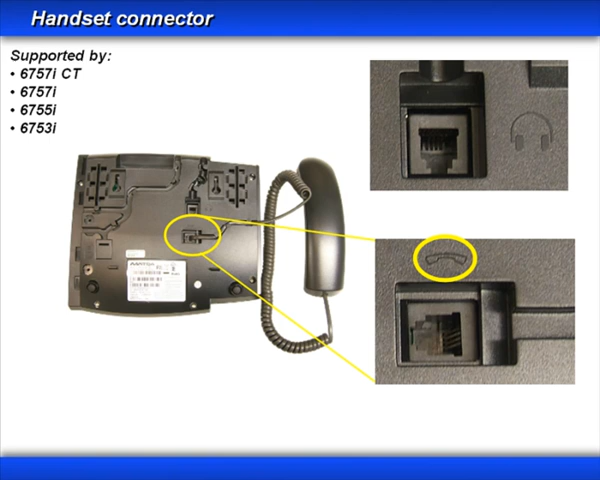 Handset connector
Supported by:
• 6757i CT
• 6757i
• 6755i
• 6753i